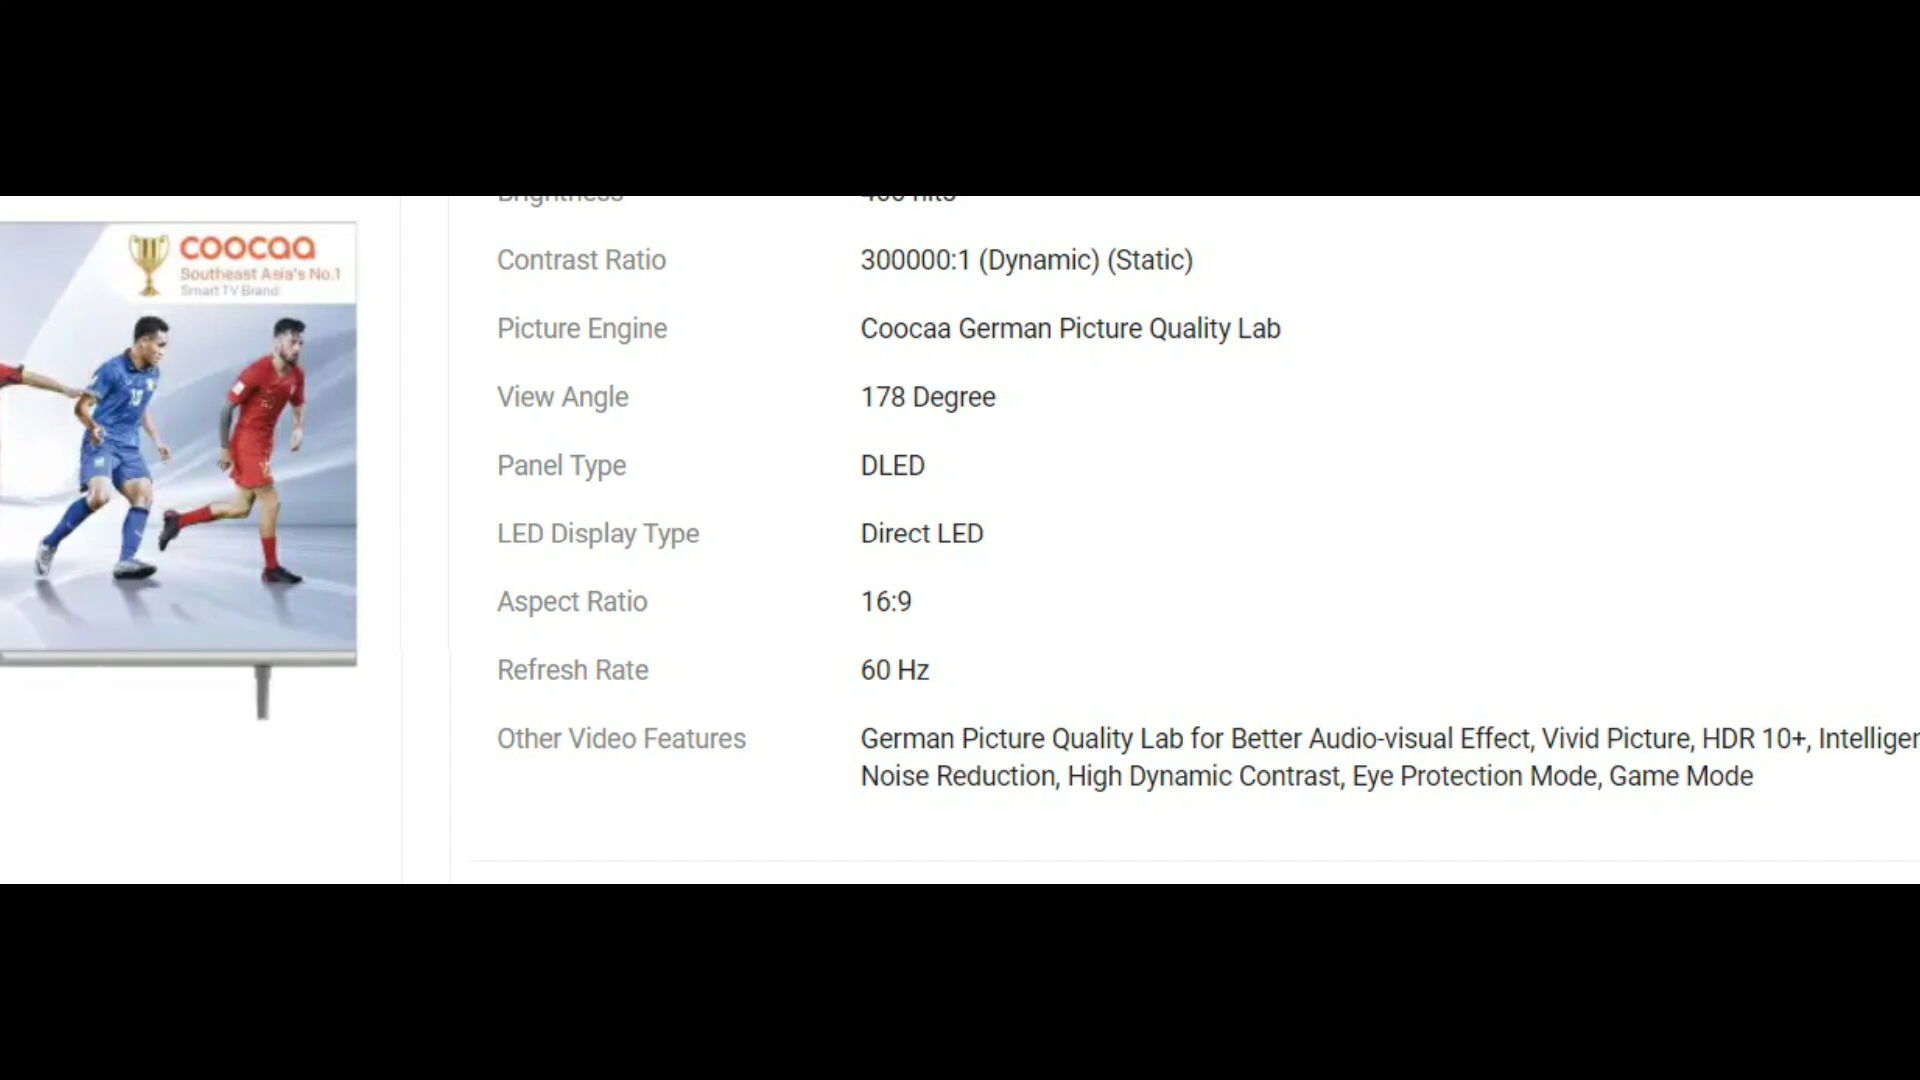 coocaa
Southeast Asia's No.1
Smart TV Brand
Brightness 400 nits
Contrast Ratio 300000:1 (Dynamic) (Static)
Picture Engine Coocaa German Picture Quality Lab
View Angle 178 Degree
Panel Type DLED
LED Display Type Direct LED
Aspect Ratio 16:9
Refresh Rate 60 Hz
Other Video Features German Picture Quality Lab for Better Audio-visual Effect, Vivid Picture, HDR 10+,
Noise Reduction, High Dynamic Contrast, Eye Protection Mode, Game Mode